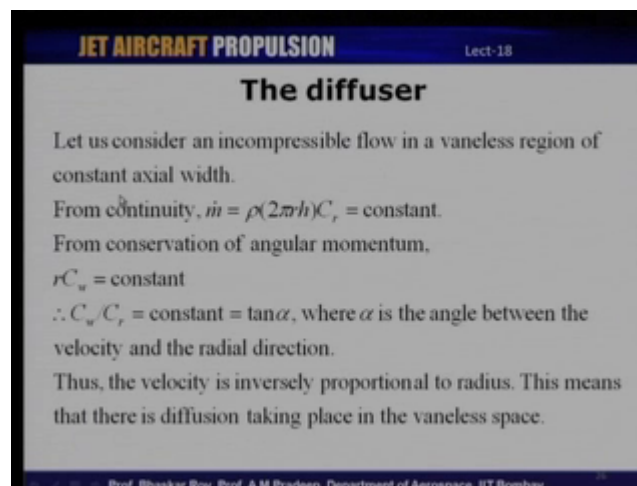 JET AIRCRAFT PROPULSION Lect-18
The diffuser
Let us consider an incompressible flow in a vaneless region of
constant axial width.
From continuity, ṁ = ρ(2πrh)C_r = constant.
From conservation of angular momentum,
rC_w = constant
∴ C_w/C_r = constant = tanα, where α is the angle between the
velocity and the radial direction.
Thus, the velocity is inversely proportional to radius. This means
that there is diffusion taking place in the vaneless space.
Prof. Bhaskar Roy, Prof. A M Pradeep, Department of Aerospace, IIT Bombay